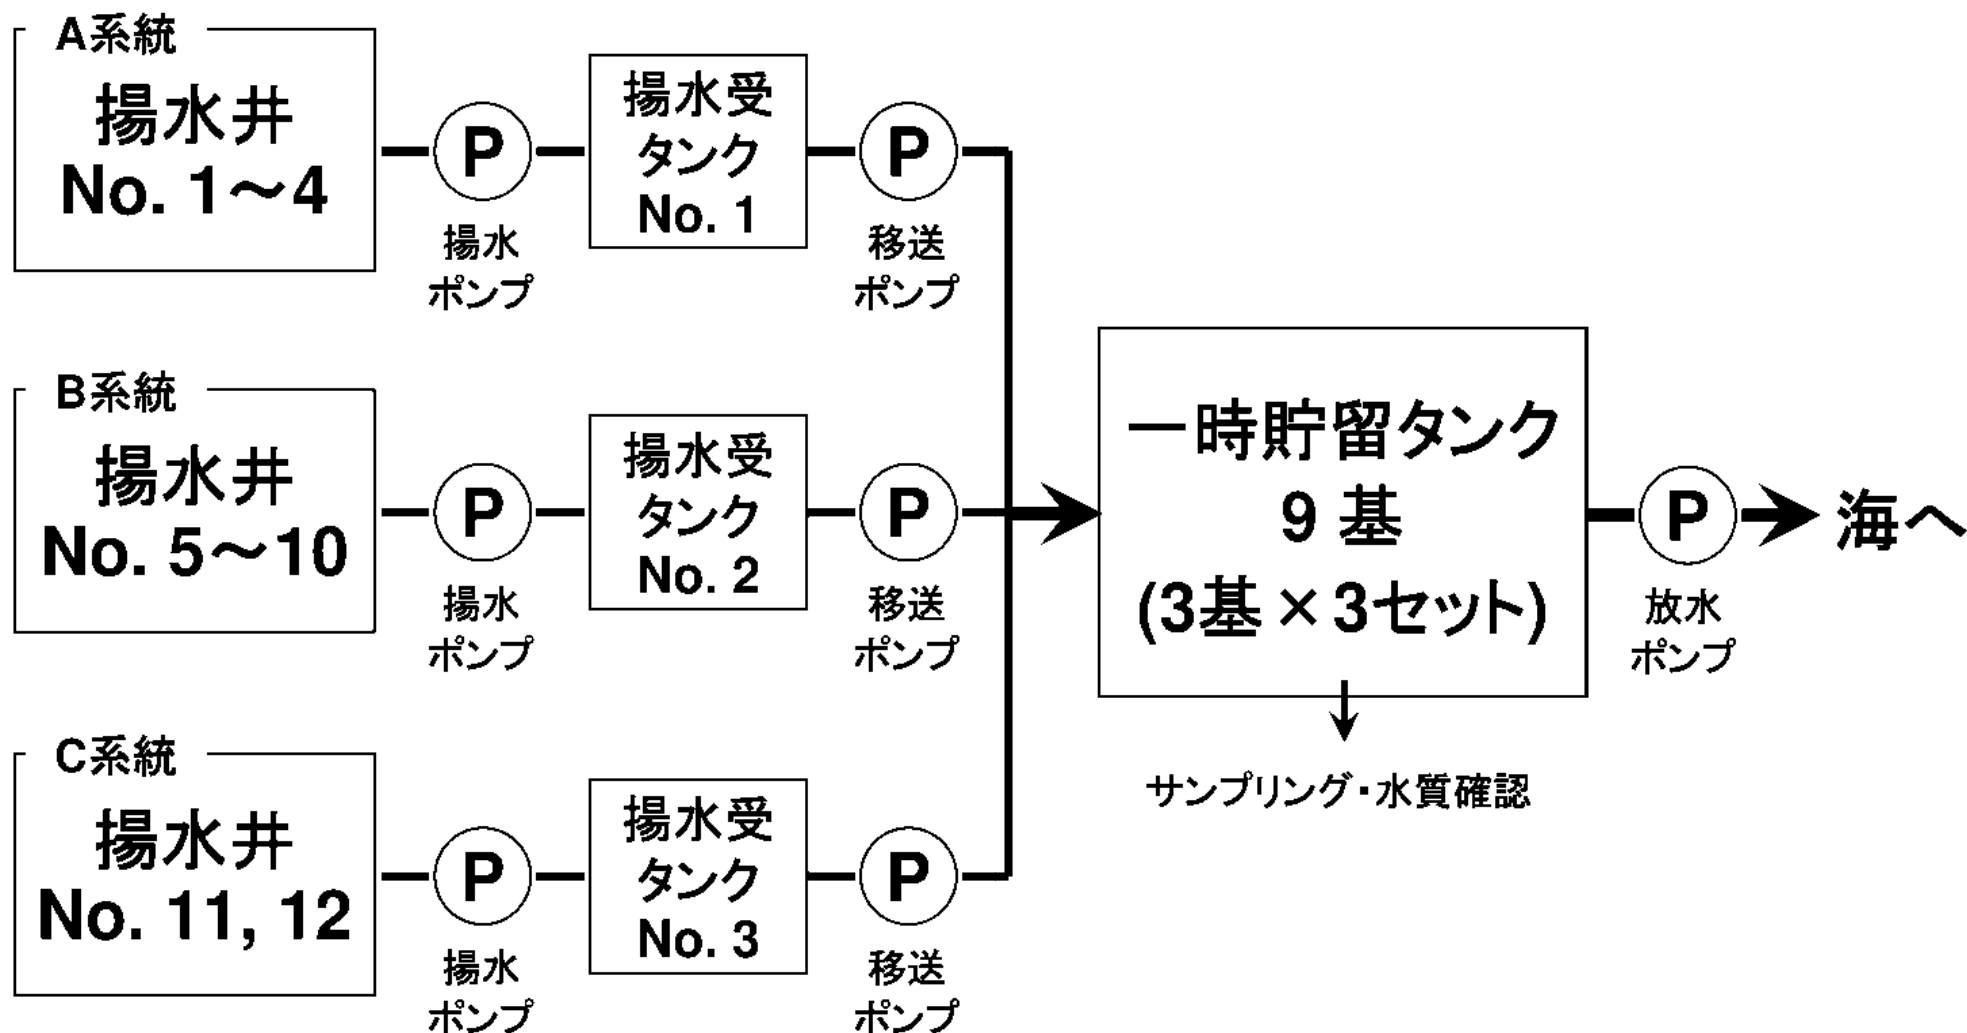 A系統
揚水井
No. 1～4
P
揚水
ポンプ
揚水受
タンク
No. 1
P
移送
ポンプ
B系統
揚水井
No. 5～10
P
揚水
ポンプ
揚水受
タンク
No. 2
P
移送
ポンプ
C系統
揚水井
No. 11, 12
P
揚水
ポンプ
揚水受
タンク
No. 3
P
移送
ポンプ
一時貯留タンク
9 基
(3基×3セット)
サンプリング・水質確認
P
放水
ポンプ
海へ